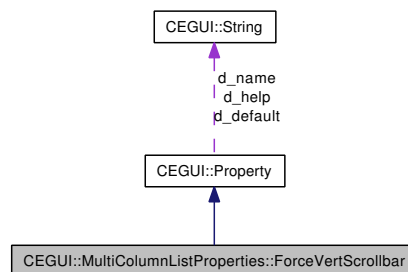 CEGUI::String
d_name
d_help
d_default
CEGUI::Property
CEGUI::MultiColumnListProperties::ForceVertScrollbar